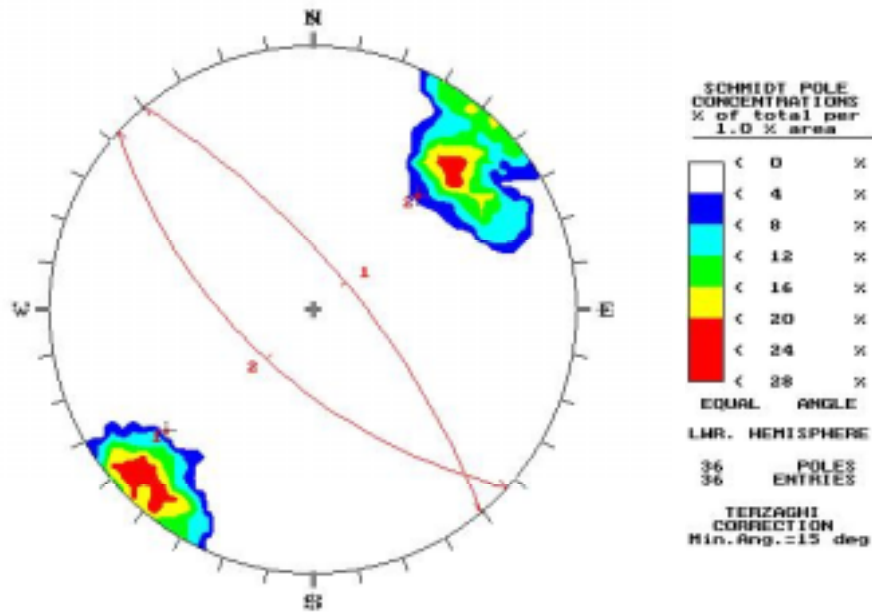 N
SCHMIDT POLE
CONCENTRATIONS
% of total per
1.0 % area
< 0 %
< 4
< 8
< 12
< 16
< 20 %
< 24 %
< 28 %
EQUAL ANGLE
LWR. HEMISPHERE
36 POLES
36 ENTRIES
TERZAGHI
CORRECTION
Min.Ang.=15 deg
2
1
W
E
2
1
S